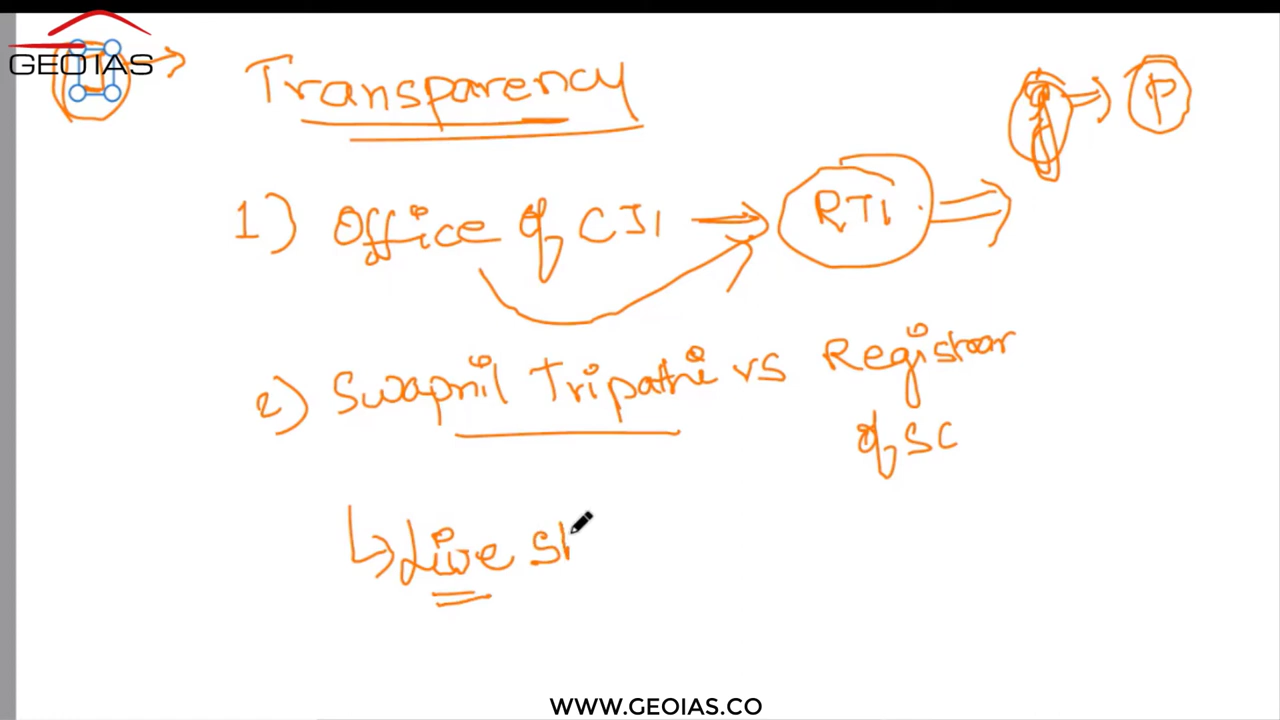 GEOIAS
Transparency
P
1) Office of CJI → RTI
2) Swapnil Tripathi vs Registrar
of SC
Live St
WWW.GEOIAS.CO